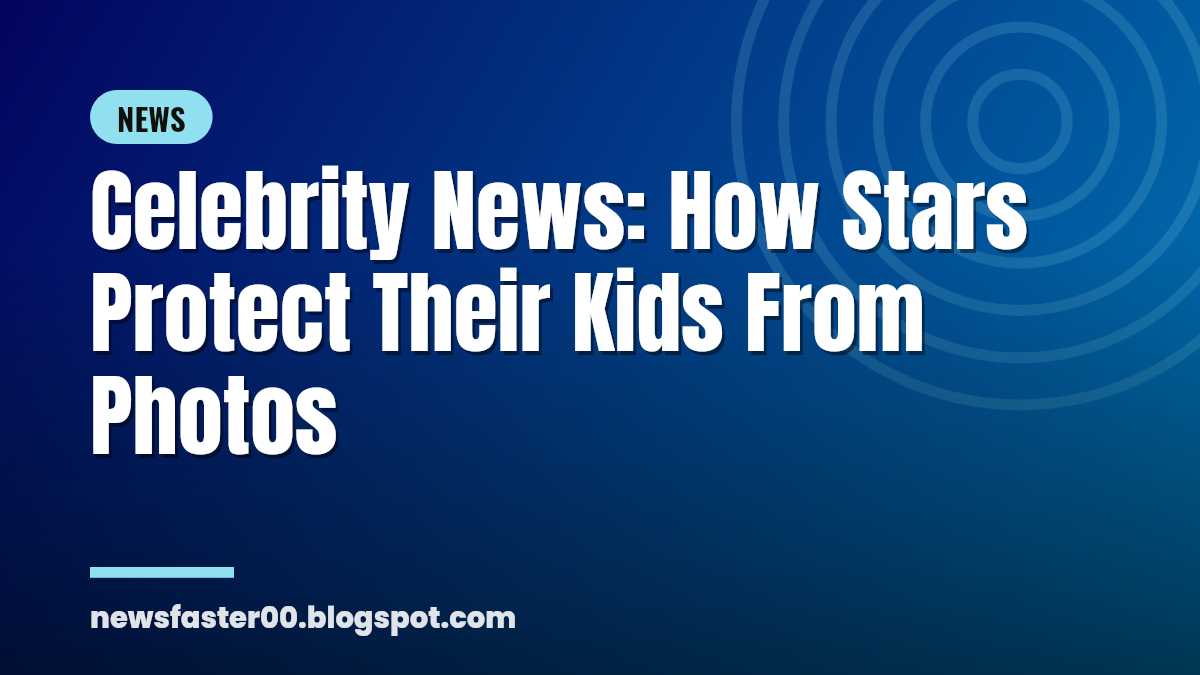 NEWS
Celebrity News: How Stars
Protect Their Kids From
Photos
newsfaster00.blogspot.com